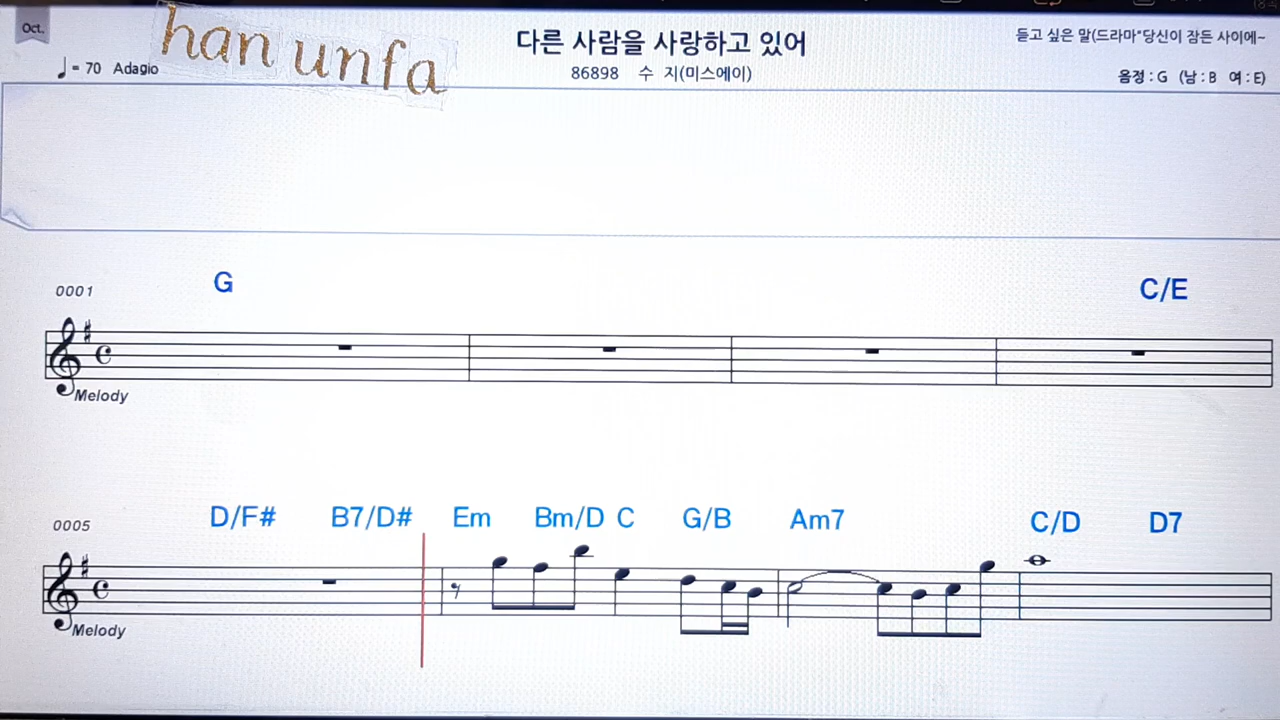 Oct.
han unfa
다른 사람을 사랑하고 있어
듣고 싶은 말(드라마"당신이 잠든 사이에~
♩= 70 Adagio
86898 수 지(미스에이)
음정 : G (남 : B 여 : E)
0001
G
C/E
Melody
0005
D/F# B7/D# Em Bm/D C G/B Am7 C/D D7
Melody